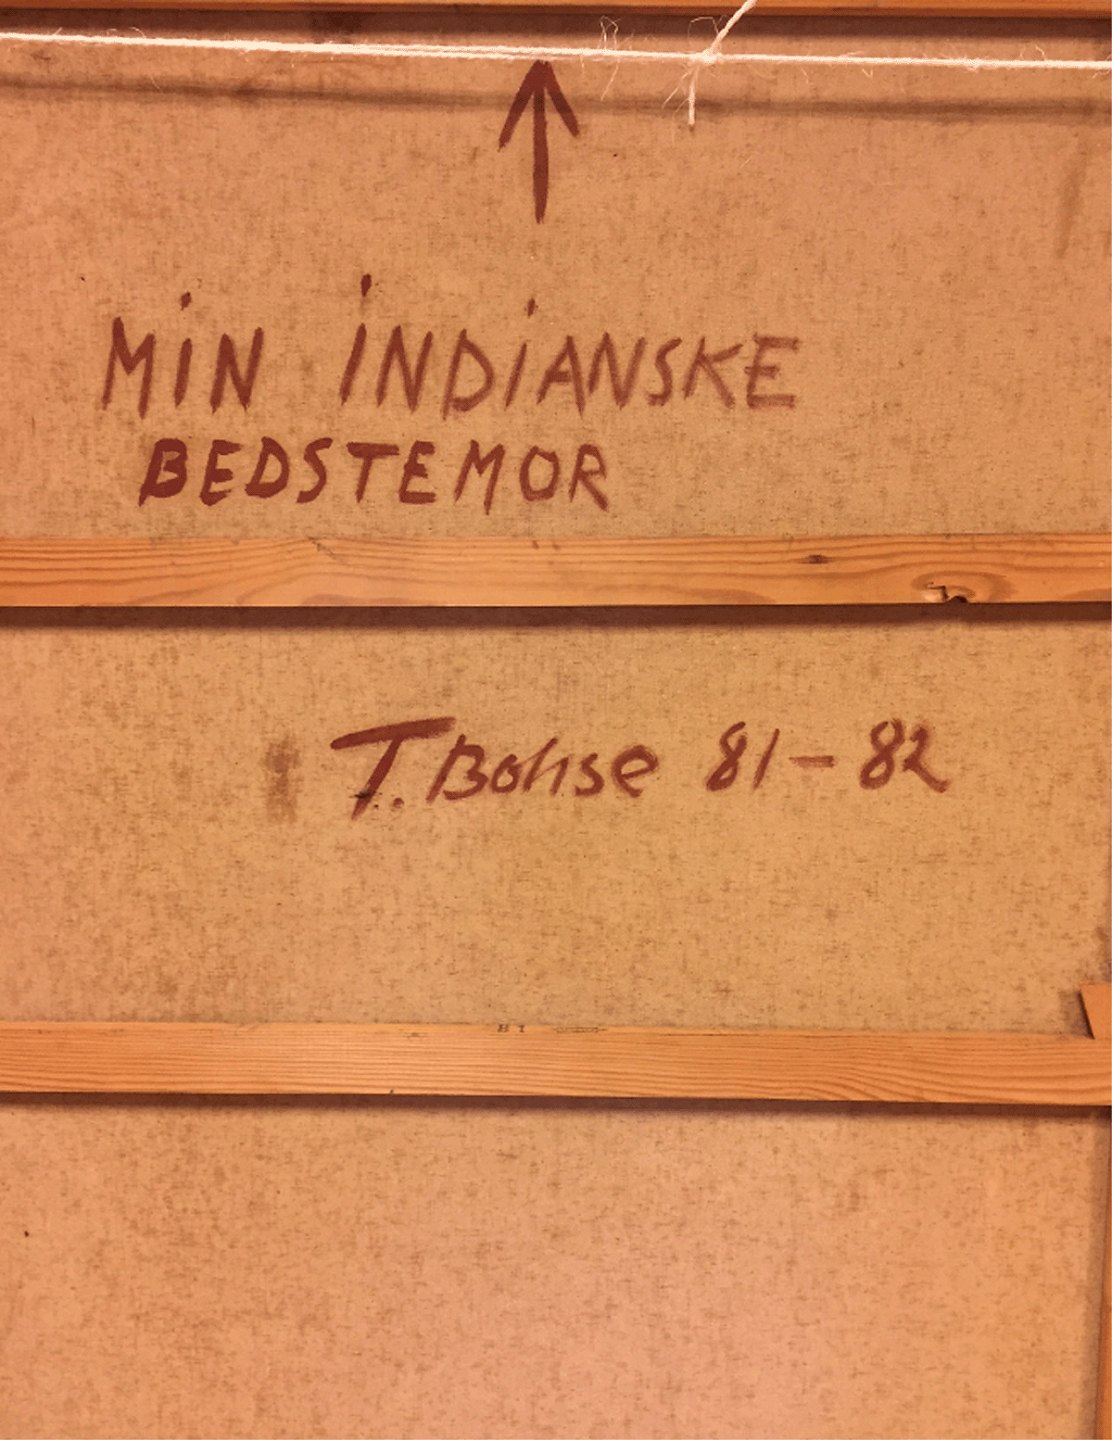 MiN iNDiANSKE
BEDSTEMOR
T. Bohse 81-82